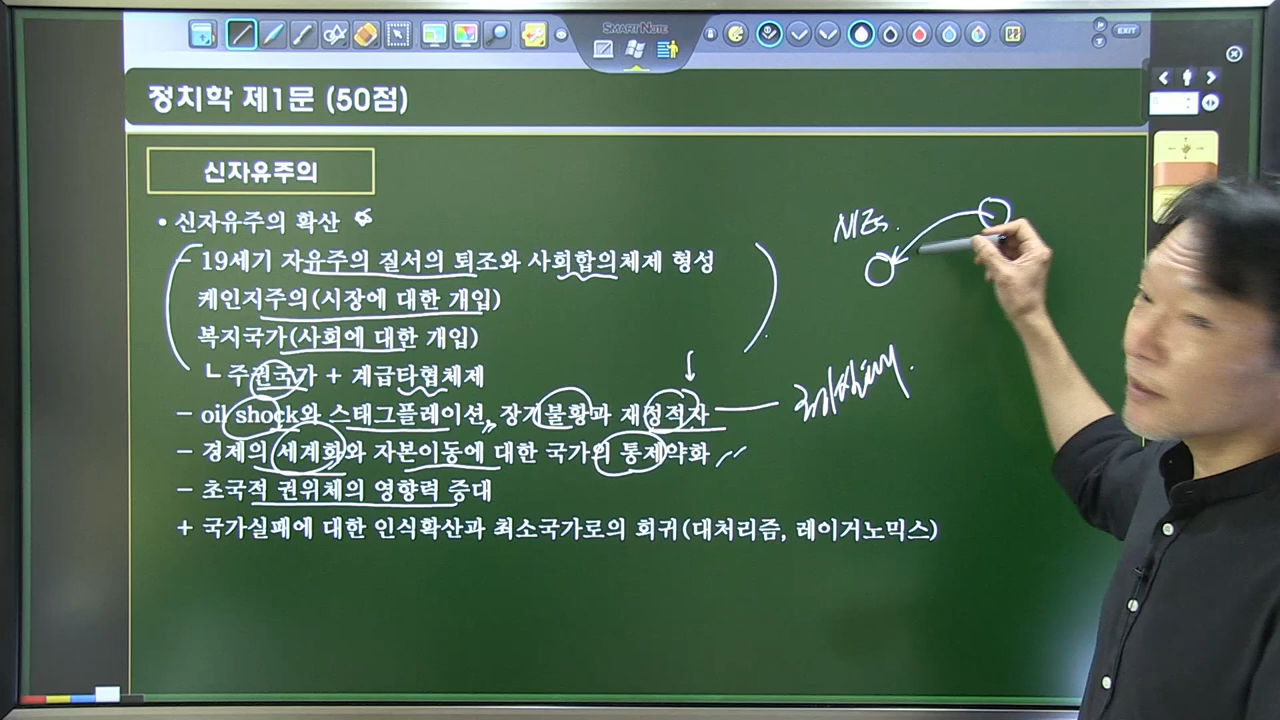 SMART NOTE
EXIT
정치학 제1문 (50점)
신자유주의
• 신자유주의 확산
- 19세기 자유주의 질서의 퇴조와 사회합의체제 형성
케인지주의(시장에 대한 개입)
복지국가(사회에 대한 개입)
┗ 주권국가 + 계급타협체제
- oil shock와 스태그플레이션, 장기불황과 재정적자
- 경제의 세계화와 자본이동에 대한 국가의 통제약화
- 초국적 권위체의 영향력 증대
+ 국가실패에 대한 인식확산과 최소국가로의 회귀(대처리즘, 레이거노믹스)
NIEs.